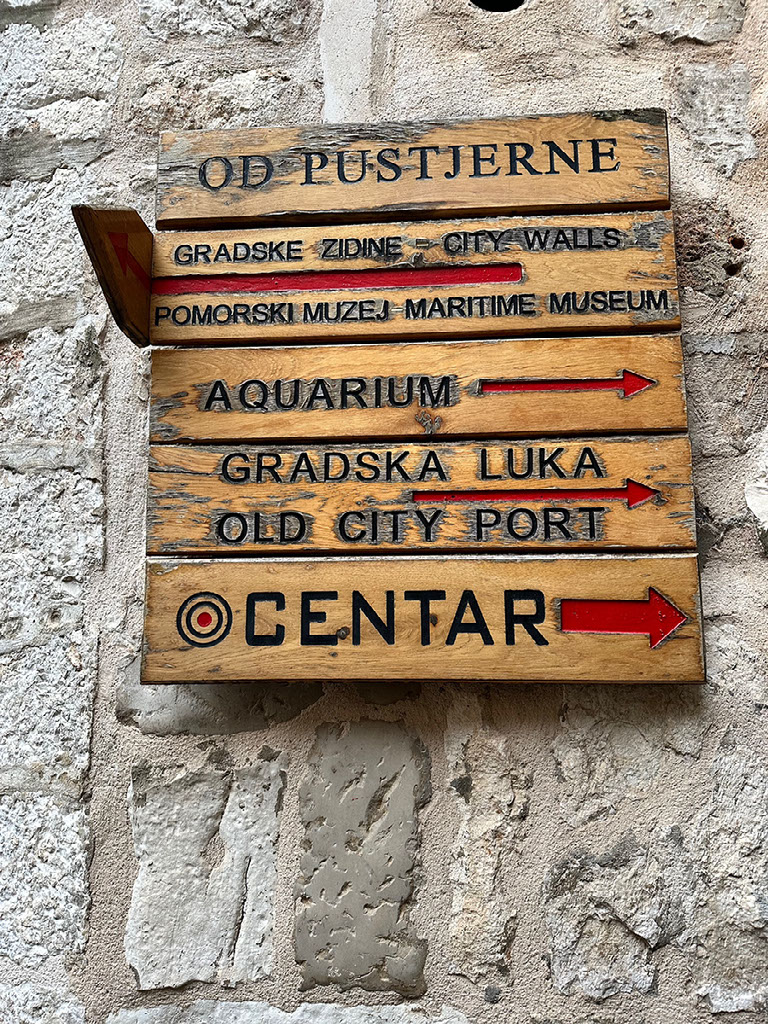 OD PUSTJERNE
GRADSKE ZIDINE - CITY WALLS
POMORSKI MUZEJ-MARITIME MUSEUM
AQUARIUM
GRADSKA LUKA
OLD CITY PORT
CENTAR